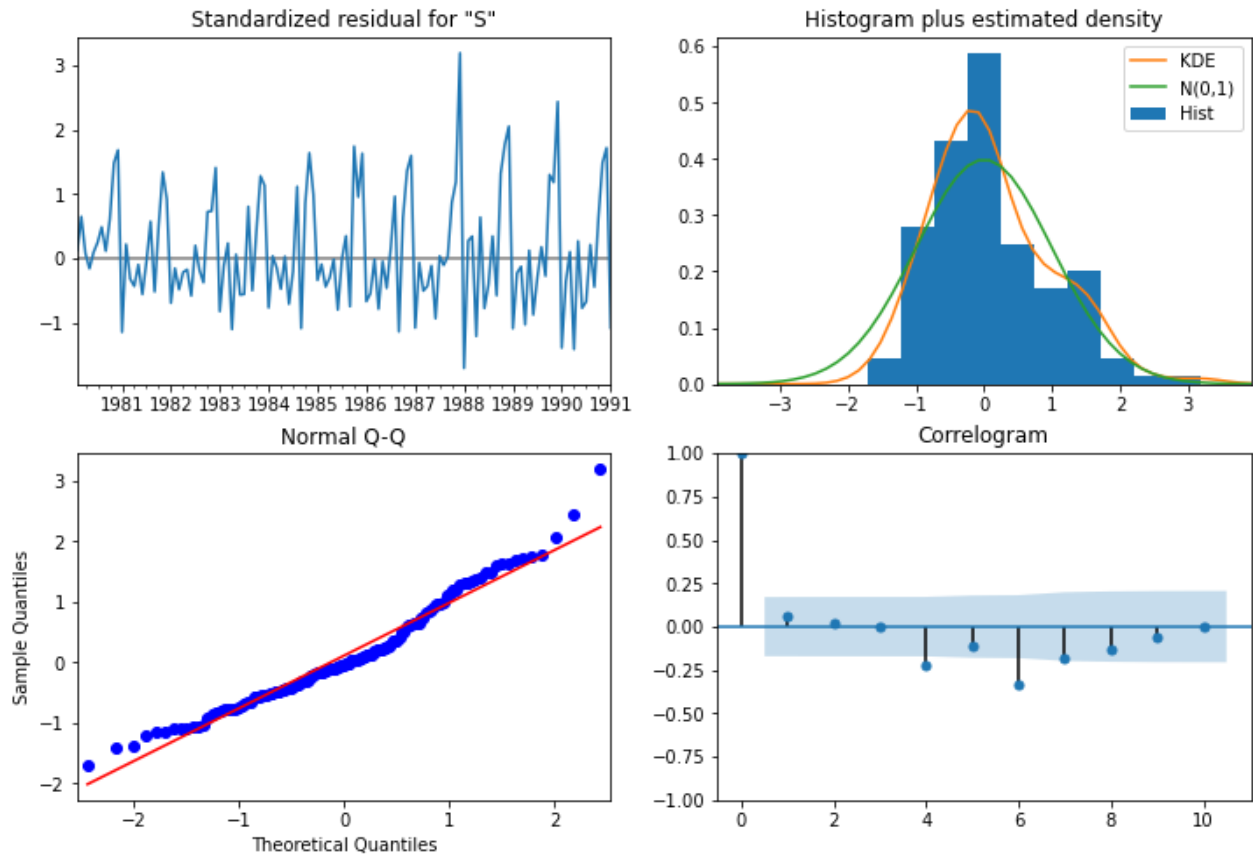 Standardized residual for "S"
3
2
1
0
−1
1981 1982 1983 1984 1985 1986 1987 1988 1989 1990 1991
Histogram plus estimated density
0.6
0.5
0.4
0.3
0.2
0.1
0.0
KDE
N(0,1)
Hist
−3 −2 −1 0 1 2 3
Normal Q-Q
Sample Quantiles
3
2
1
0
−1
−2
−2 −1 0 1 2
Theoretical Quantiles
Correlogram
1.00
0.75
0.50
0.25
0.00
−0.25
−0.50
−0.75
−1.00
0 2 4 6 8 10